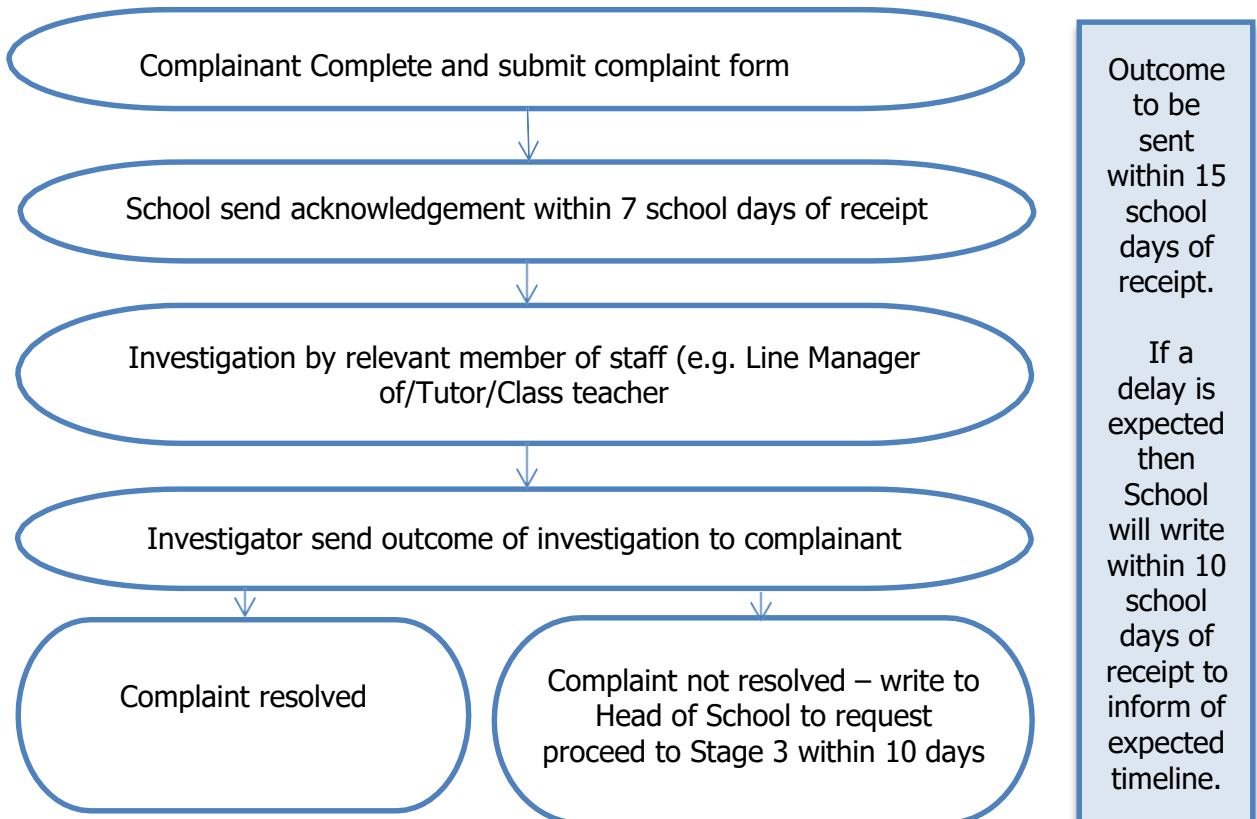 Complainant Complete and submit complaint form
School send acknowledgement within 7 school days of receipt
Investigation by relevant member of staff (e.g. Line Manager
of/Tutor/Class teacher
Investigator send outcome of investigation to complainant
Complaint resolved
Complaint not resolved – write to
Head of School to request
proceed to Stage 3 within 10 days
Outcome
to be
sent
within 15
school
days of
receipt.
If a
delay is
expected
then
School
will write
within 10
school
days of
receipt to
inform of
expected
timeline.